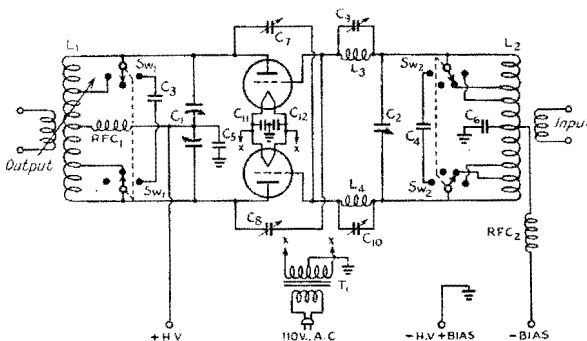 C9
L1 C7 L2
Sw1 L3 Sw2
C3
C1 C11 C12 C2 C4 C6
RFC1 C5
x x
Output Input
Sw1 L4 Sw2
C8 C10
RFC2
x x
T1
+HV 110V., A.C -H.V +BIAS -BIAS